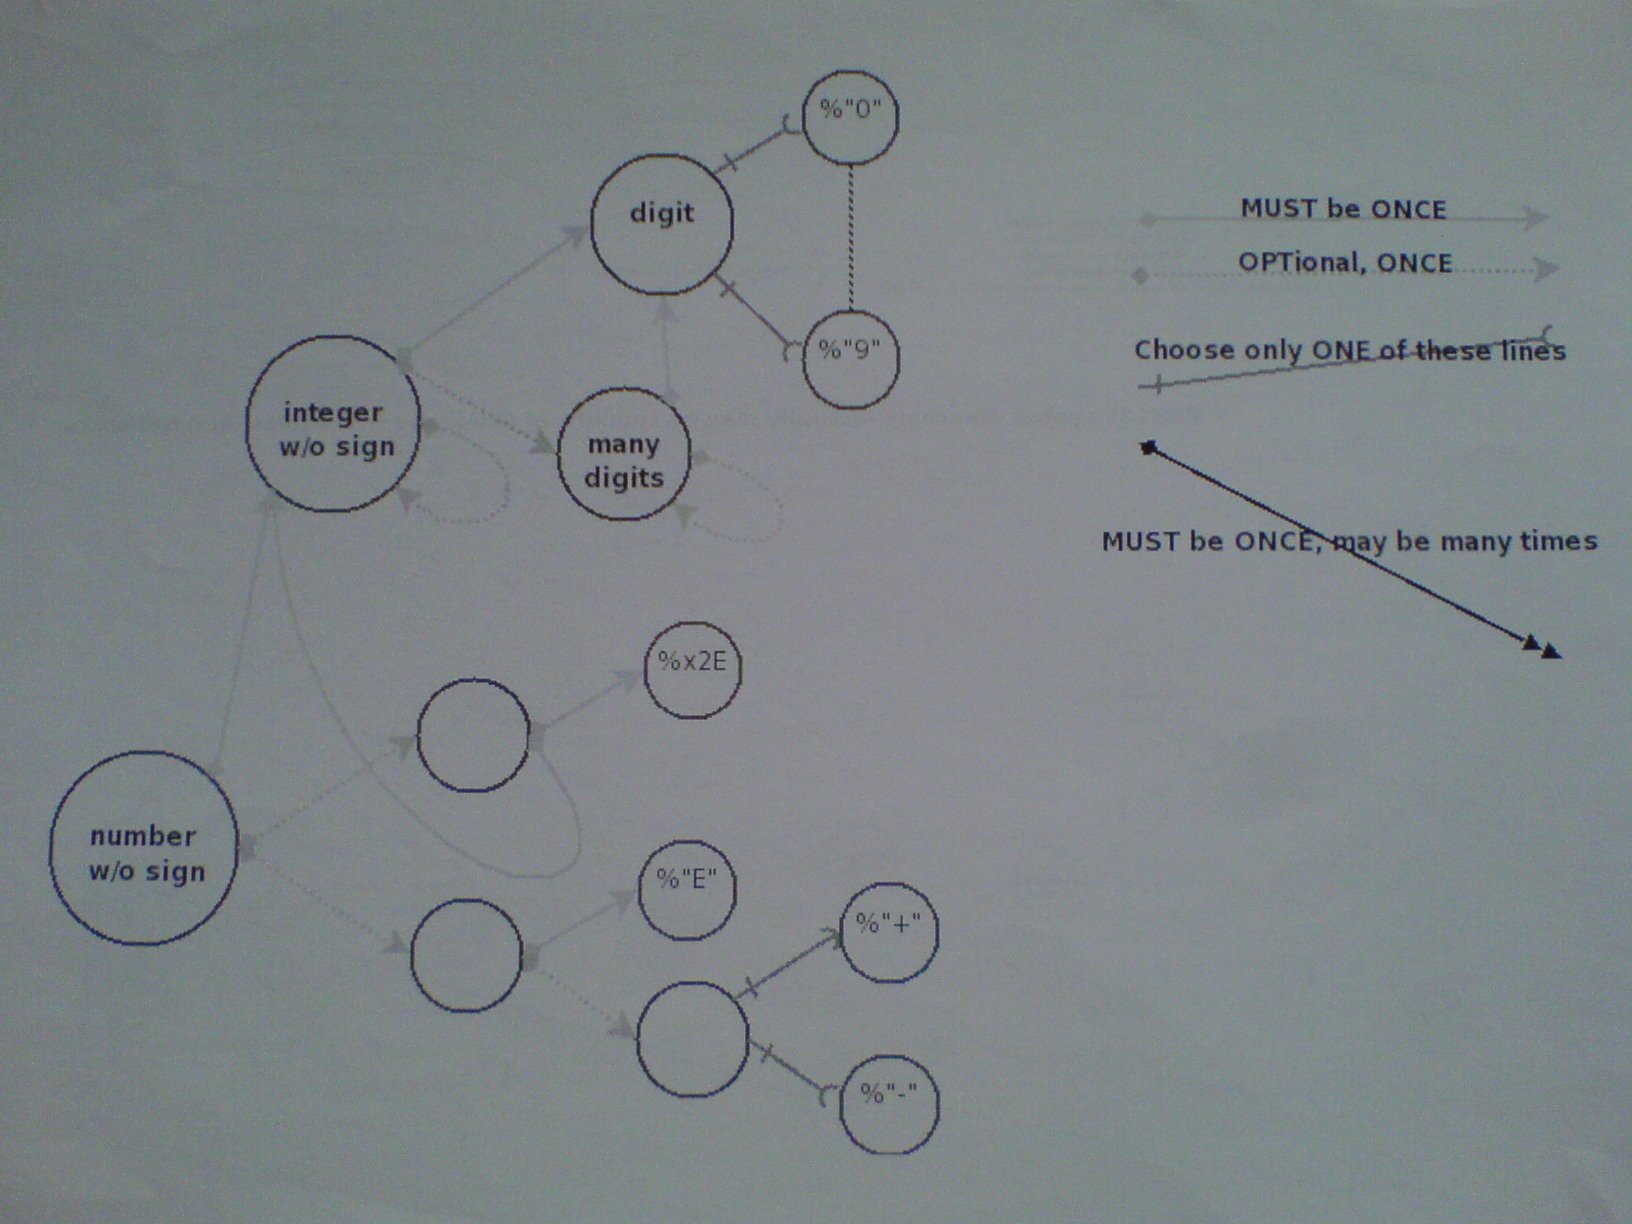 %"0"
digit
%"9"
integer
w/o sign
many
digits
%x2E
number
w/o sign
%"E"
%"+"
%"-"
MUST be ONCE
OPTional, ONCE
Choose only ONE of these lines
MUST be ONCE, may be many times